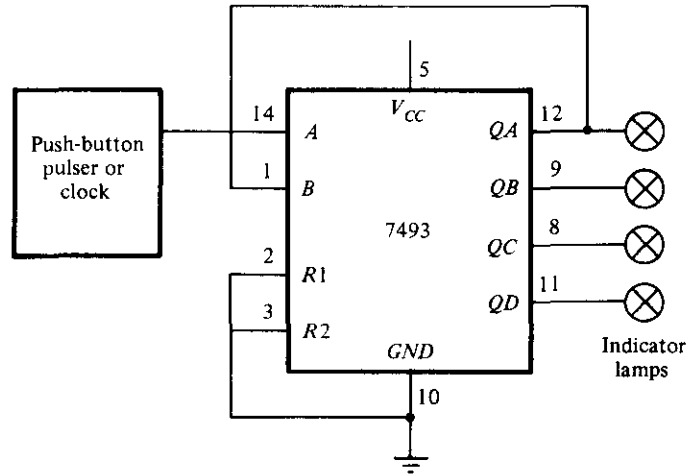 5
14
V_CC
12
A
QA
Push-button
pulser or
clock
1
9
B
QB
7493
8
QC
2
R1
11
QD
3
R2
GND
Indicator
lamps
10